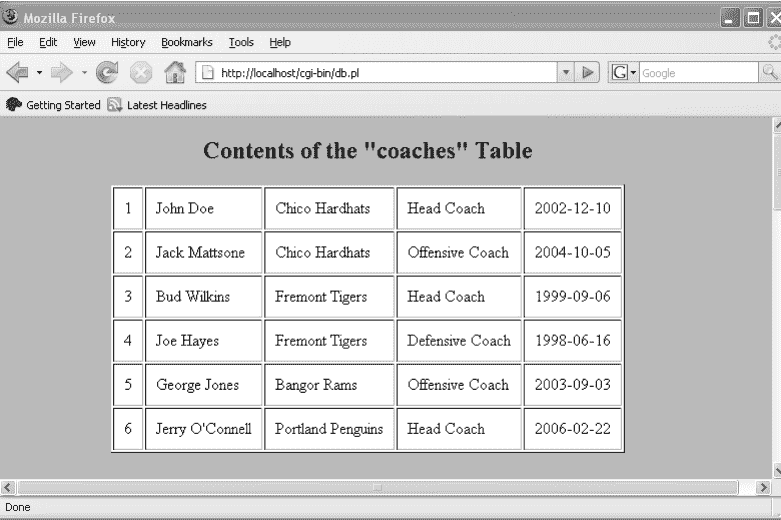 Mozilla Firefox
File Edit View History Bookmarks Tools Help
http://localhost/cgi-bin/db.pl G Google
Getting Started Latest Headlines
Contents of the "coaches" Table
1 John Doe Chico Hardhats Head Coach 2002-12-10
2 Jack Mattsone Chico Hardhats Offensive Coach 2004-10-05
3 Bud Wilkins Fremont Tigers Head Coach 1999-09-06
4 Joe Hayes Fremont Tigers Defensive Coach 1998-06-16
5 George Jones Bangor Rams Offensive Coach 2003-09-03
6 Jerry O'Connell Portland Penguins Head Coach 2006-02-22
Done